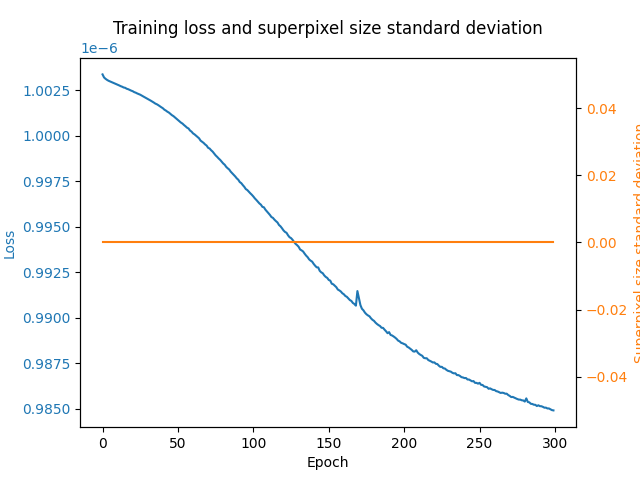 Training loss and superpixel size standard deviation
1e−6
1.0025
1.0000
0.9975
0.9950
0.9925
0.9900
0.9875
0.9850
Loss
0.04
0.02
0.00
−0.02
−0.04
Superpixel size standard deviation
0 50 100 150 200 250 300
Epoch